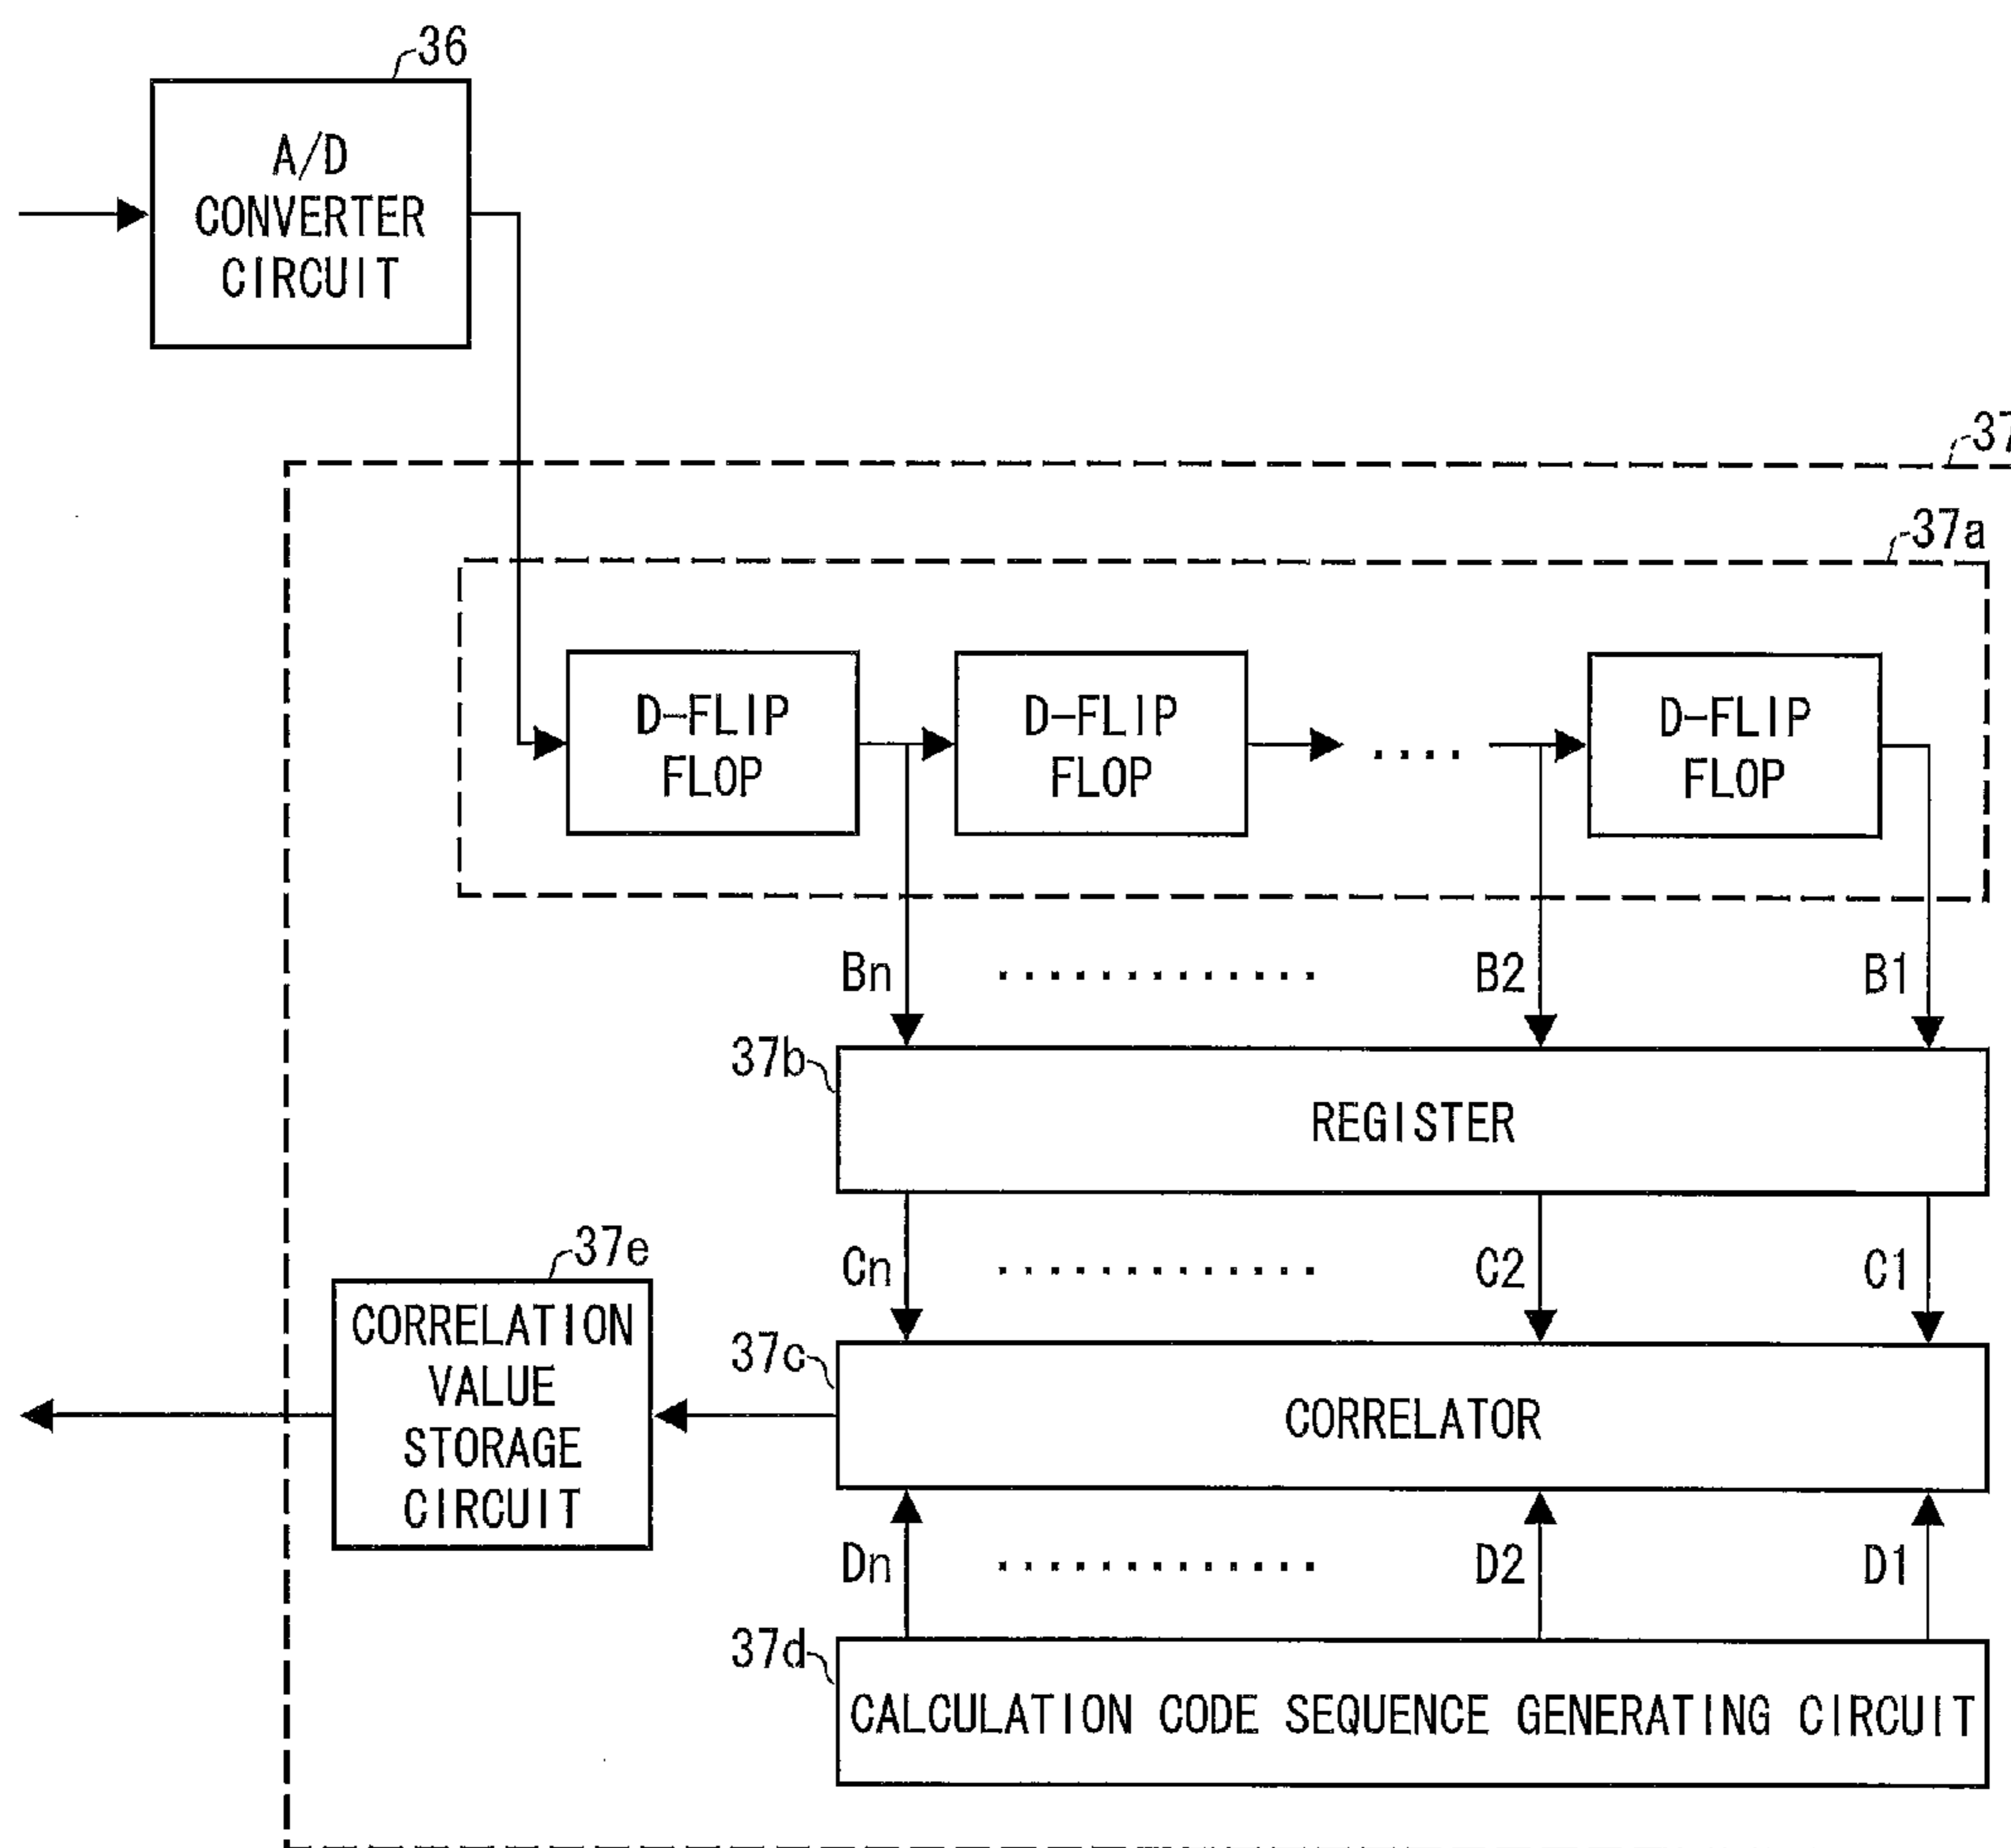 36
A/D
CONVERTER
CIRCUIT
37
37a
D-FLIP
FLOP
D-FLIP
FLOP
....
D-FLIP
FLOP
Bn
.............
B2
B1
37b
REGISTER
Cn
.............
C2
C1
37e
CORRELATION
VALUE
STORAGE
CIRCUIT
37c
CORRELATOR
Dn
.............
D2
D1
37d
CALCULATION CODE SEQUENCE GENERATING CIRCUIT